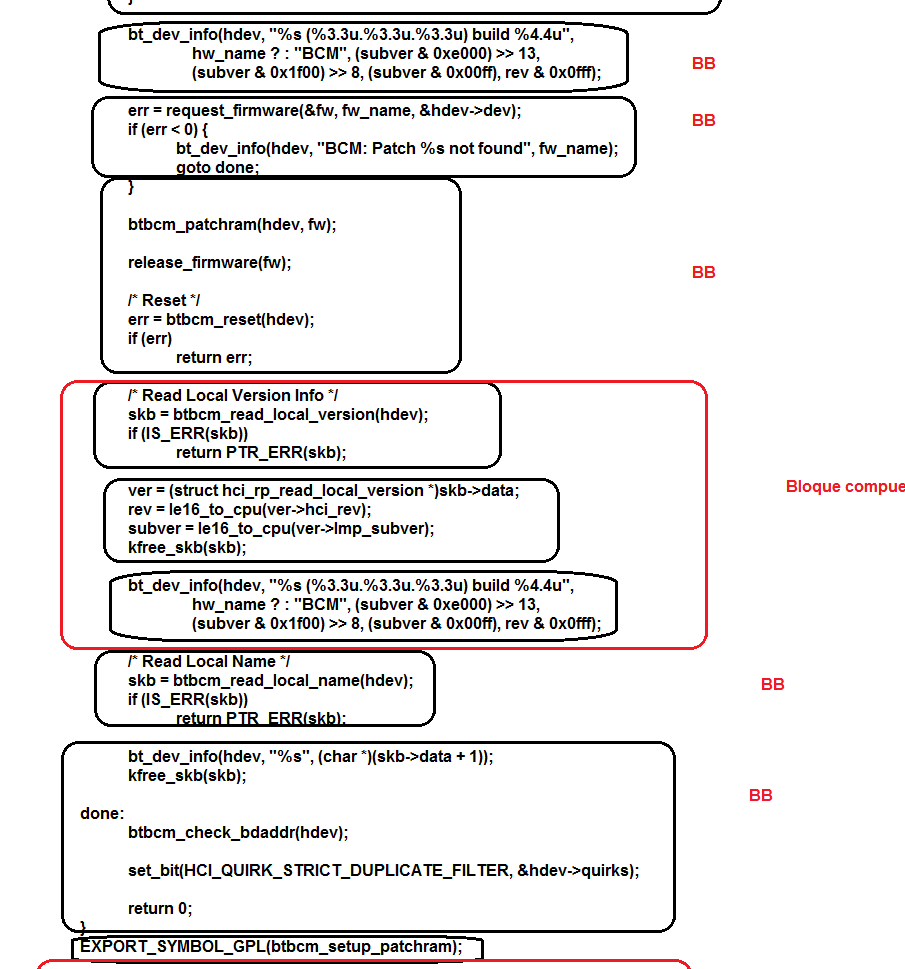 }
bt_dev_info(hdev, "%s (%3.3u.%3.3u.%3.3u) build %4.4u",
hw_name ? : "BCM", (subver & 0xe000) >> 13,
(subver & 0x1f00) >> 8, (subver & 0x00ff), rev & 0x0fff);
BB
err = request_firmware(&fw, fw_name, &hdev->dev);
if (err < 0) {
bt_dev_info(hdev, "BCM: Patch %s not found", fw_name);
goto done;
BB
}
btbcm_patchram(hdev, fw);
release_firmware(fw);
/* Reset */
err = btbcm_reset(hdev);
if (err)
return err;
BB
/* Read Local Version Info */
skb = btbcm_read_local_version(hdev);
if (IS_ERR(skb))
return PTR_ERR(skb);
ver = (struct hci_rp_read_local_version *)skb->data;
rev = le16_to_cpu(ver->hci_rev);
subver = le16_to_cpu(ver->lmp_subver);
kfree_skb(skb);
Bloque compue
bt_dev_info(hdev, "%s (%3.3u.%3.3u.%3.3u) build %4.4u",
hw_name ? : "BCM", (subver & 0xe000) >> 13,
(subver & 0x1f00) >> 8, (subver & 0x00ff), rev & 0x0fff);
/* Read Local Name */
skb = btbcm_read_local_name(hdev);
if (IS_ERR(skb))
return PTR_ERR(skb);
BB
bt_dev_info(hdev, "%s", (char *)(skb->data + 1));
kfree_skb(skb);
BB
done:
btbcm_check_bdaddr(hdev);
set_bit(HCI_QUIRK_STRICT_DUPLICATE_FILTER, &hdev->quirks);
return 0;
}
EXPORT_SYMBOL_GPL(btbcm_setup_patchram);